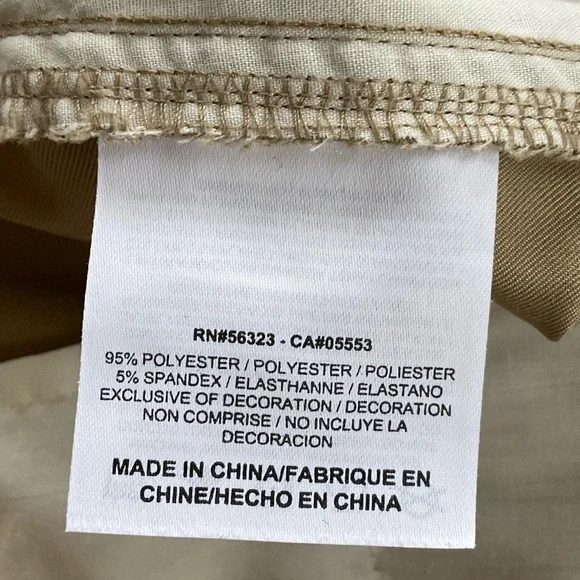 RN#56323 - CA#05553
95% POLYESTER / POLYESTER / POLIESTER
5% SPANDEX / ELASTHANNE / ELASTANO
EXCLUSIVE OF DECORATION / DECORATION
NON COMPRISE / NO INCLUYE LA
DECORACION
MADE IN CHINA/FABRIQUE EN
CHINE/HECHO EN CHINA